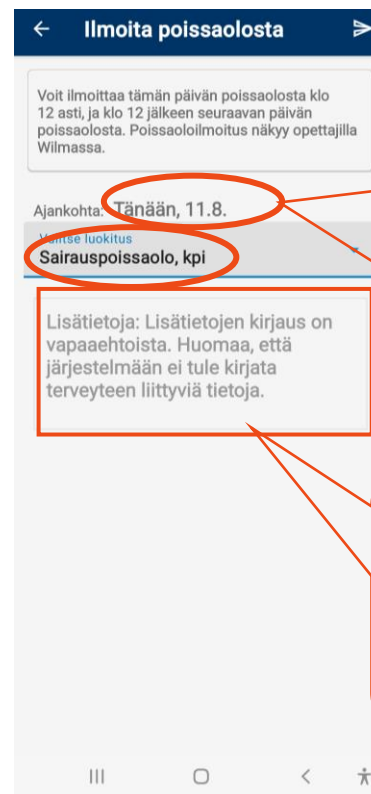 Ilmoita poissaolosta
Voit ilmoittaa tämän päivän poissaolosta klo
12 asti, ja klo 12 jälkeen seuraavan päivän
poissaolosta. Poissaoloilmoitus näkyy opettajilla
Wilmassa.
Ajankohta: Tänään, 11.8.
Valitse luokitus
Sairauspoissaolo, kpi
Lisätietoja: Lisätietojen kirjaus on
vapaaehtoista. Huomaa, että
järjestelmään ei tule kirjata
terveyteen liittyviä tietoja.